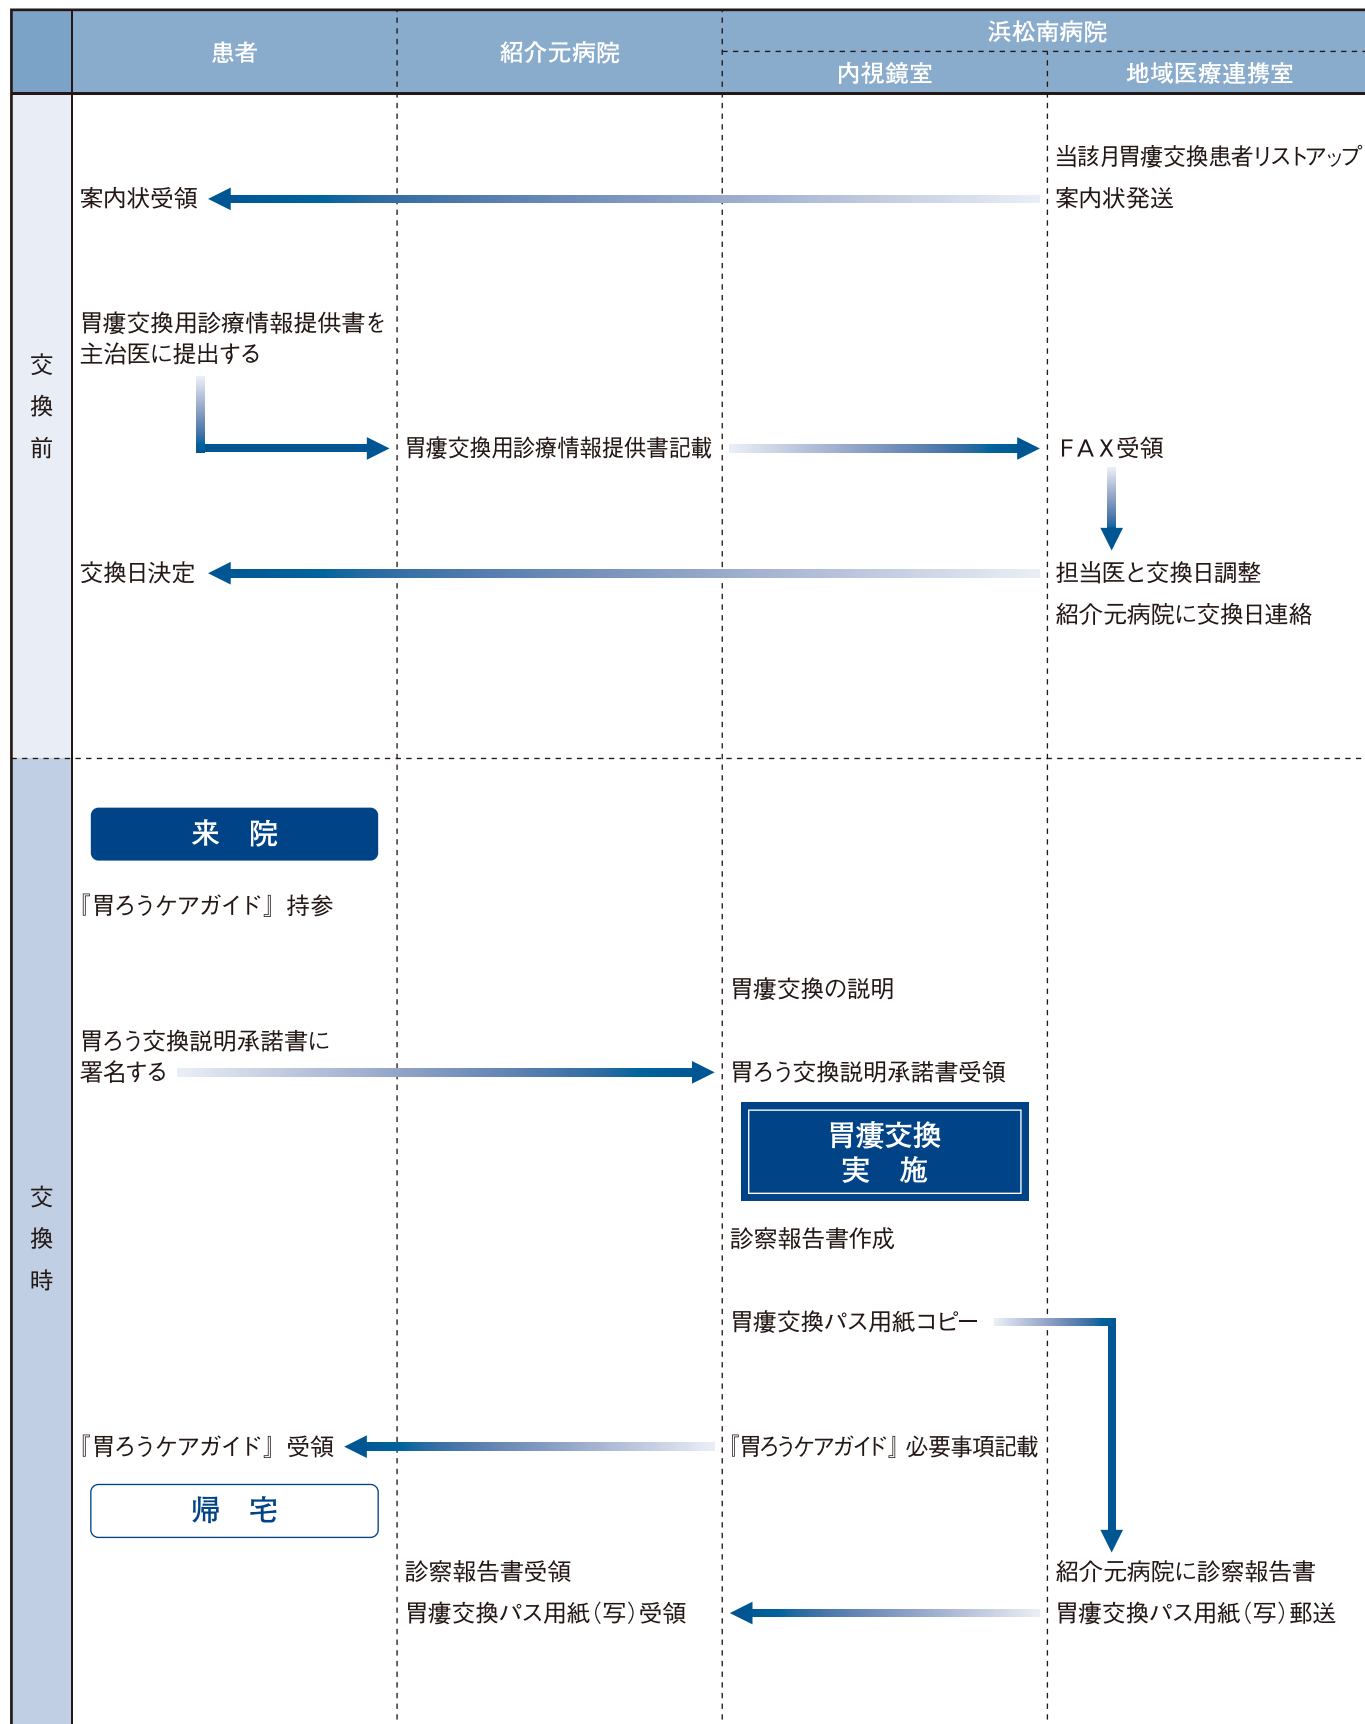 患者
紹介元病院
浜松南病院
内視鏡室
地域医療連携室
交換前
当該月胃瘻交換患者リストアップ
案内状受領
案内状発送
胃瘻交換用診療情報提供書を
主治医に提出する
胃瘻交換用診療情報提供書記載
ＦＡＸ受領
交換日決定
担当医と交換日調整
紹介元病院に交換日連絡
交換時
来　院
『胃ろうケアガイド』持参
胃瘻交換の説明
胃ろう交換説明承諾書に
署名する
胃ろう交換説明承諾書受領
胃瘻交換
実　施
診察報告書作成
胃瘻交換パス用紙コピー
『胃ろうケアガイド』受領
『胃ろうケアガイド』必要事項記載
帰　宅
診察報告書受領
紹介元病院に診察報告書
胃瘻交換パス用紙（写）受領
胃瘻交換パス用紙（写）郵送